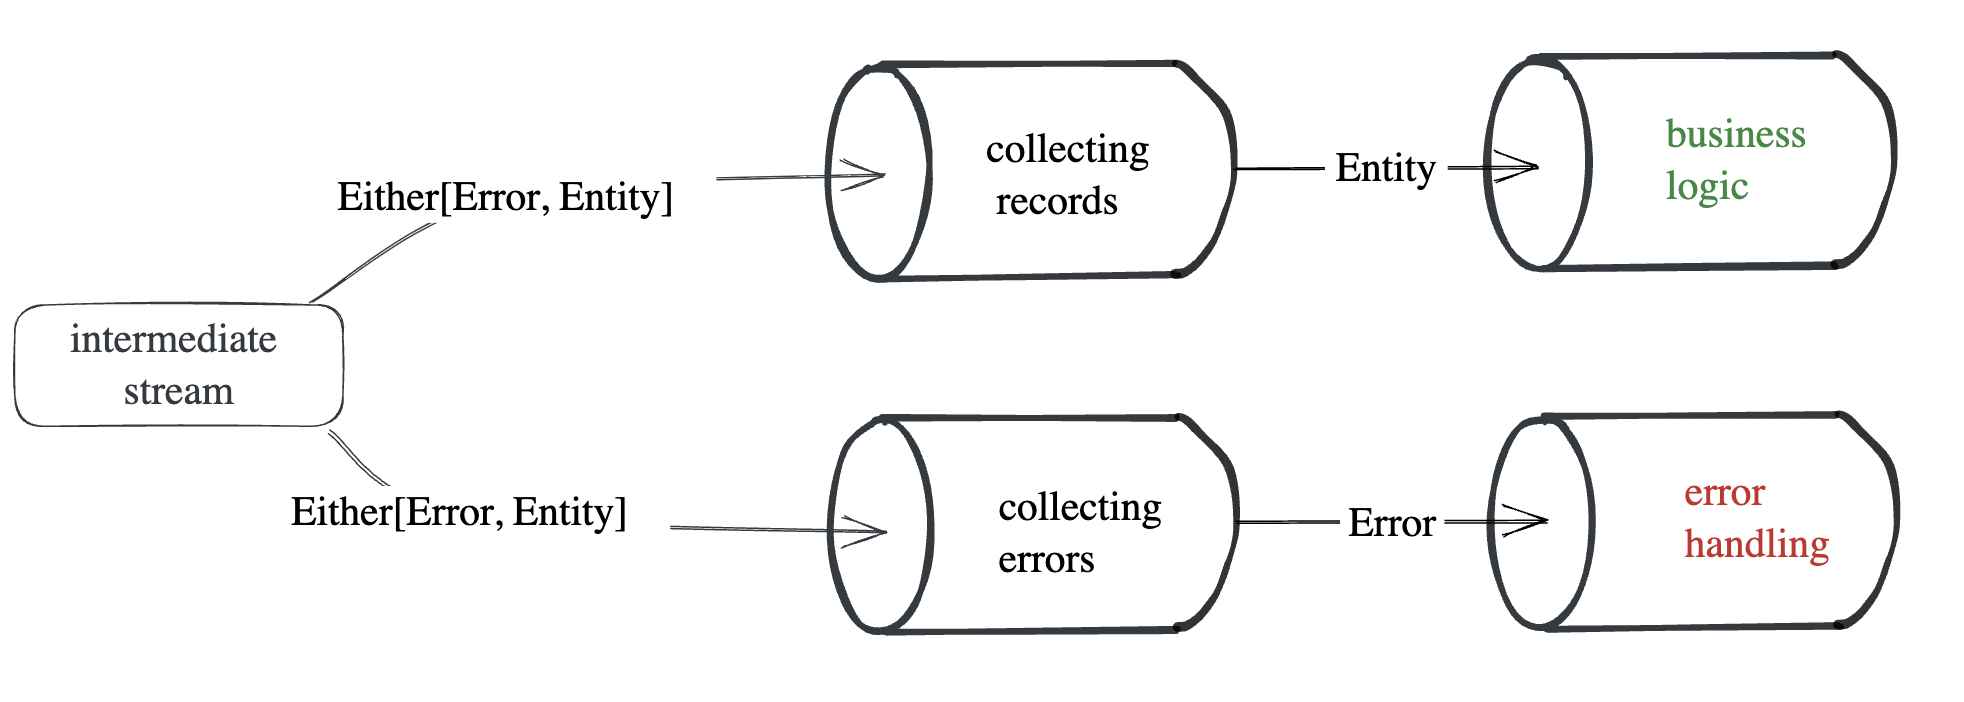 intermediate
stream
Either[Error, Entity]
collecting
records
Entity
business
logic
Either[Error, Entity]
collecting
errors
Error
error
handling